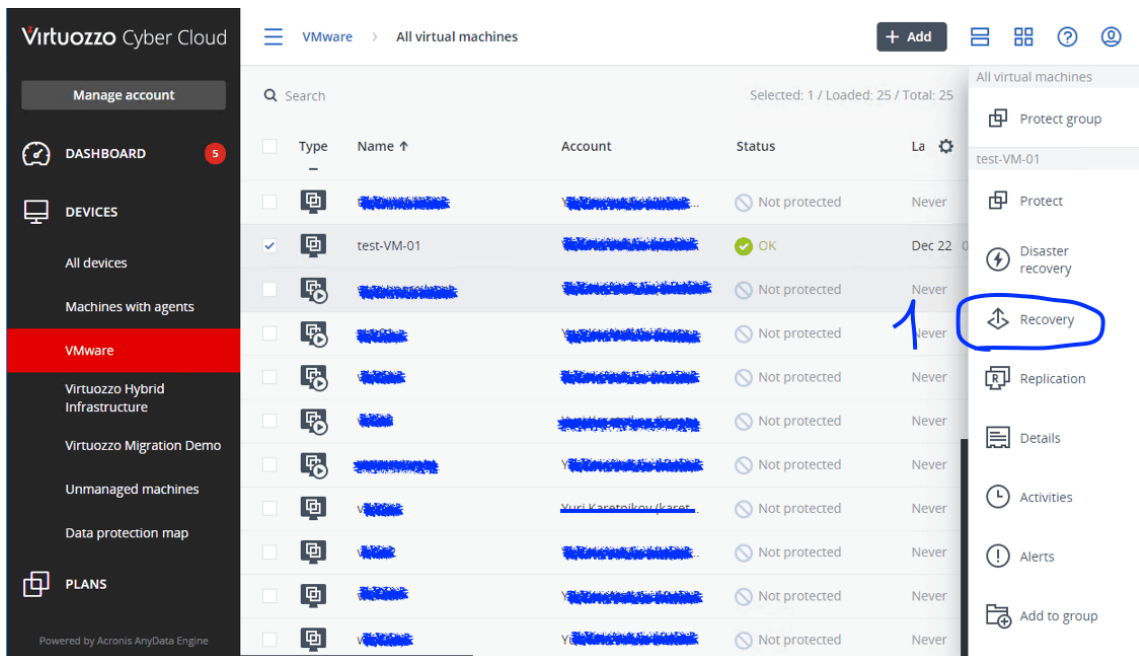 Virtuozzo Cyber Cloud
VMware > All virtual machines
+ Add
Manage account
DASHBOARD 5
DEVICES
All devices
Machines with agents
VMware
Virtuozzo Hybrid
Infrastructure
Virtuozzo Migration Demo
Unmanaged machines
Data protection map
PLANS
Powered by Acronis AnyData Engine
Search
Selected: 1 / Loaded: 25 / Total: 25
Type Name ↑ Account Status La
Not protected Never
test-VM-01 OK Dec 22
Not protected Never
Not protected Never
Not protected Never
Not protected Never
Not protected Never
Not protected Never
Not protected Never
Not protected Never
Not protected Never
1
All virtual machines
Protect group
test-VM-01
Protect
Disaster
recovery
Recovery
Replication
Details
Activities
Alerts
Add to group